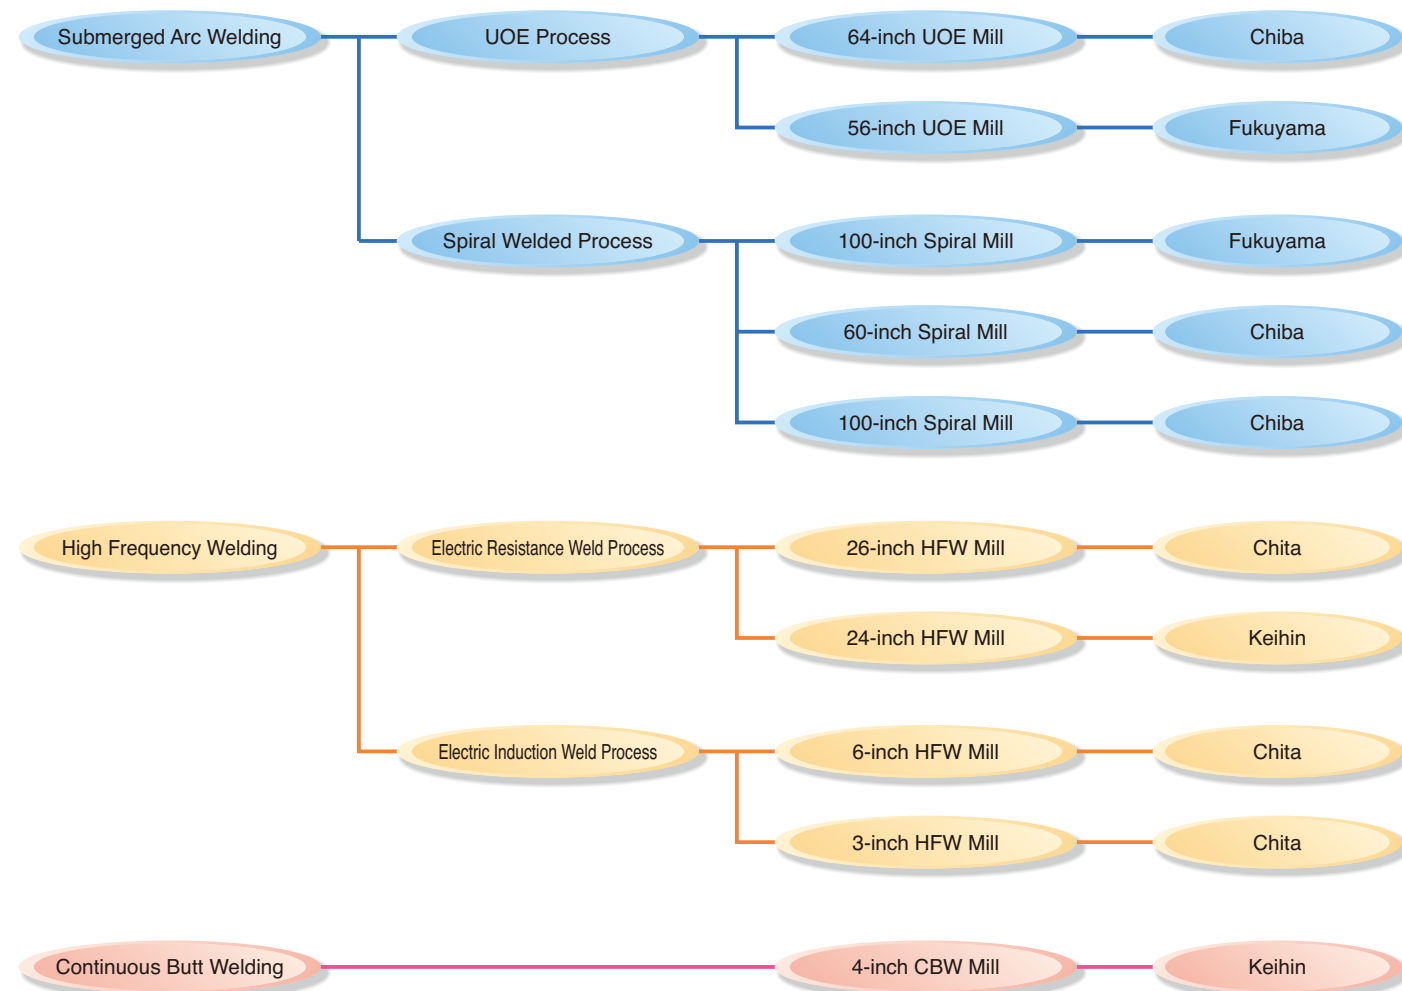 Submerged Arc Welding
UOE Process
64-inch UOE Mill
Chiba
56-inch UOE Mill
Fukuyama
Spiral Welded Process
100-inch Spiral Mill
Fukuyama
60-inch Spiral Mill
Chiba
100-inch Spiral Mill
Chiba
High Frequency Welding
Electric Resistance Weld Process
26-inch HFW Mill
Chita
24-inch HFW Mill
Keihin
Electric Induction Weld Process
6-inch HFW Mill
Chita
3-inch HFW Mill
Chita
Continuous Butt Welding
4-inch CBW Mill
Keihin